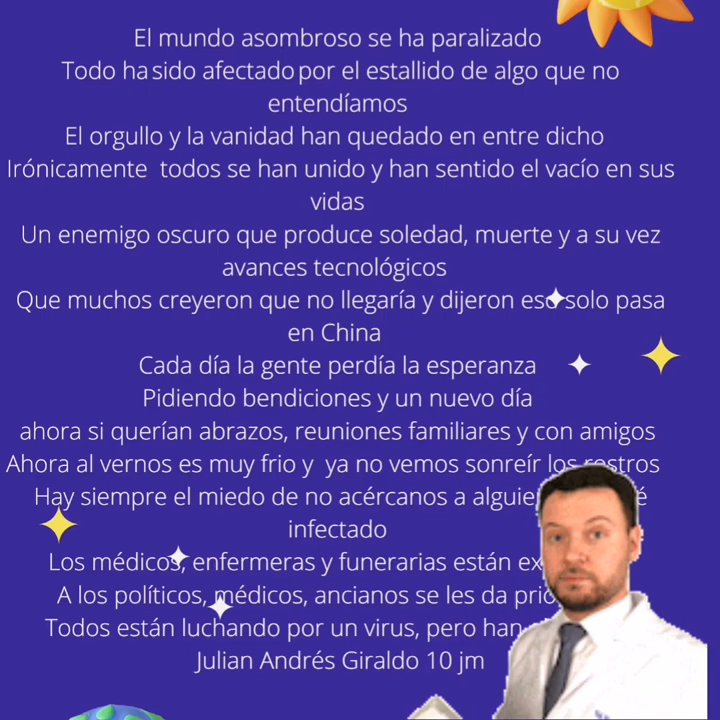 El mundo asombroso se ha paralizado
Todo ha sido afectado por el estallido de algo que no
entendíamos
El orgullo y la vanidad han quedado en entre dicho
Irónicamente todos se han unido y han sentido el vacío en sus
vidas
Un enemigo oscuro que produce soledad, muerte y a su vez
avances tecnológicos
Que muchos creyeron que no llegaría y dijeron eso solo pasa
en China
Cada día la gente perdía la esperanza
Pidiendo bendiciones y un nuevo día
ahora si querían abrazos, reuniones familiares y con amigos
Ahora al vernos es muy frio y ya no vemos sonreír los rostros
Hay siempre el miedo de no acércanos a
infectado
Los médicos, enfermeras y funerarias están
A los políticos, médicos, ancianos se les da
Todos están luchando por un virus, pero han
Julian Andrés Giraldo 10 jm